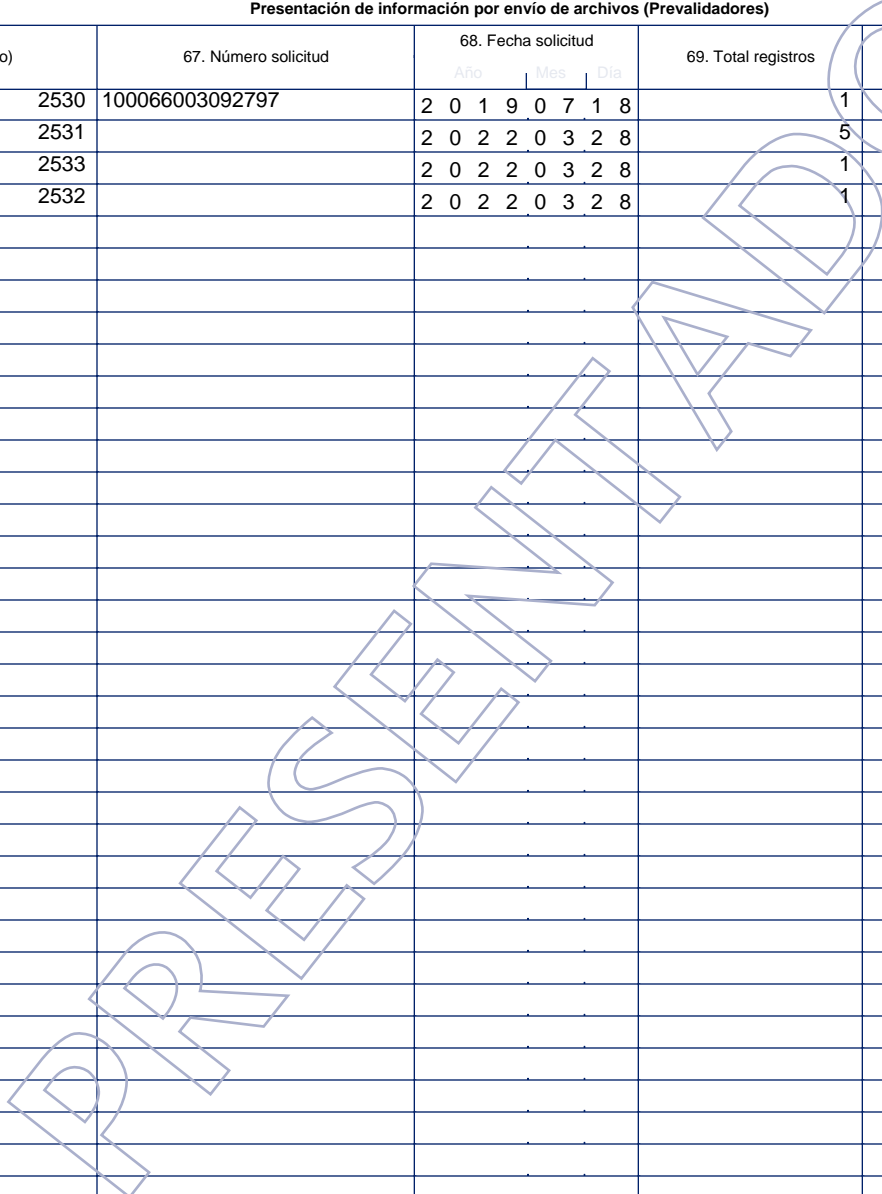 Presentación de información por envío de archivos (Prevalidadores)
o) 67. Número solicitud 68. Fecha solicitud 69. Total registros
Año Mes Día
2530 100066003092797 2 0 1 9 0 7 1 8 1
2531 2 0 2 2 0 3 2 8 5
2533 2 0 2 2 0 3 2 8 1
2532 2 0 2 2 0 3 2 8 1
PRESENTADO